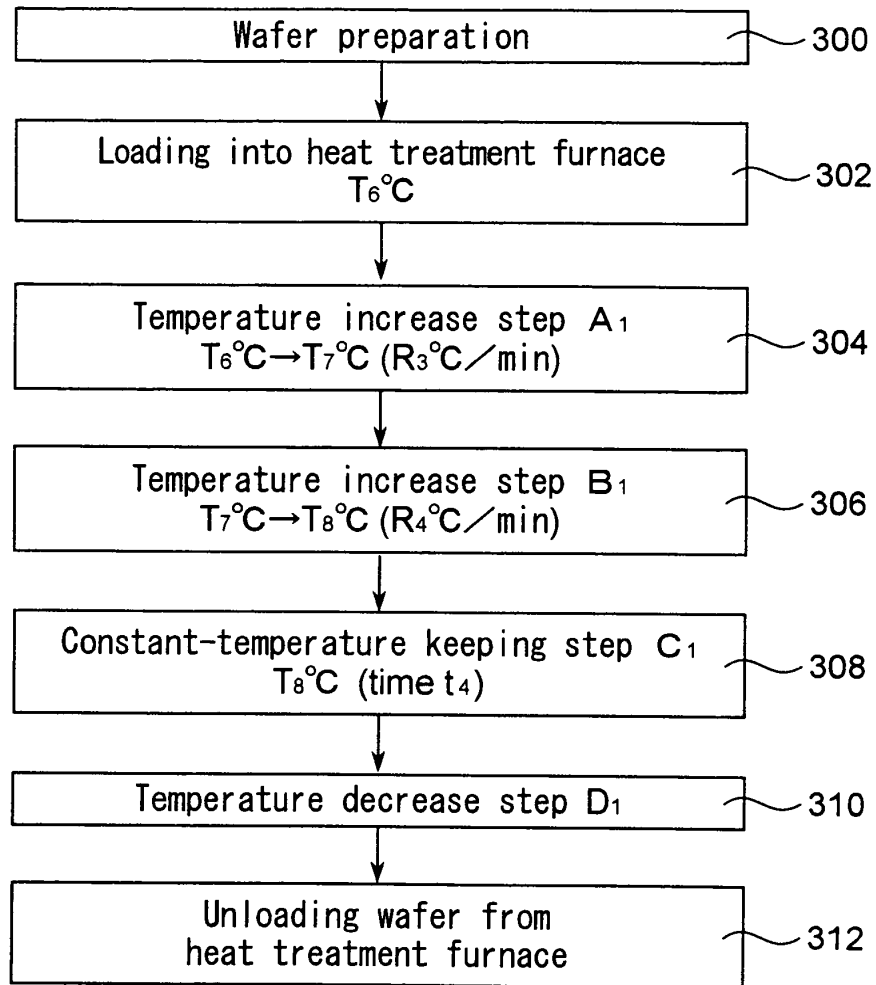 Wafer preparation
300
Loading into heat treatment furnace
T₆℃
302
Temperature increase step A₁
T₆℃→T₇℃ (R₃℃/min)
304
Temperature increase step B₁
T₇℃→T₈℃ (R₄℃/min)
306
Constant-temperature keeping step C₁
T₈℃ (time t₄)
308
Temperature decrease step D₁
310
Unloading wafer from
heat treatment furnace
312